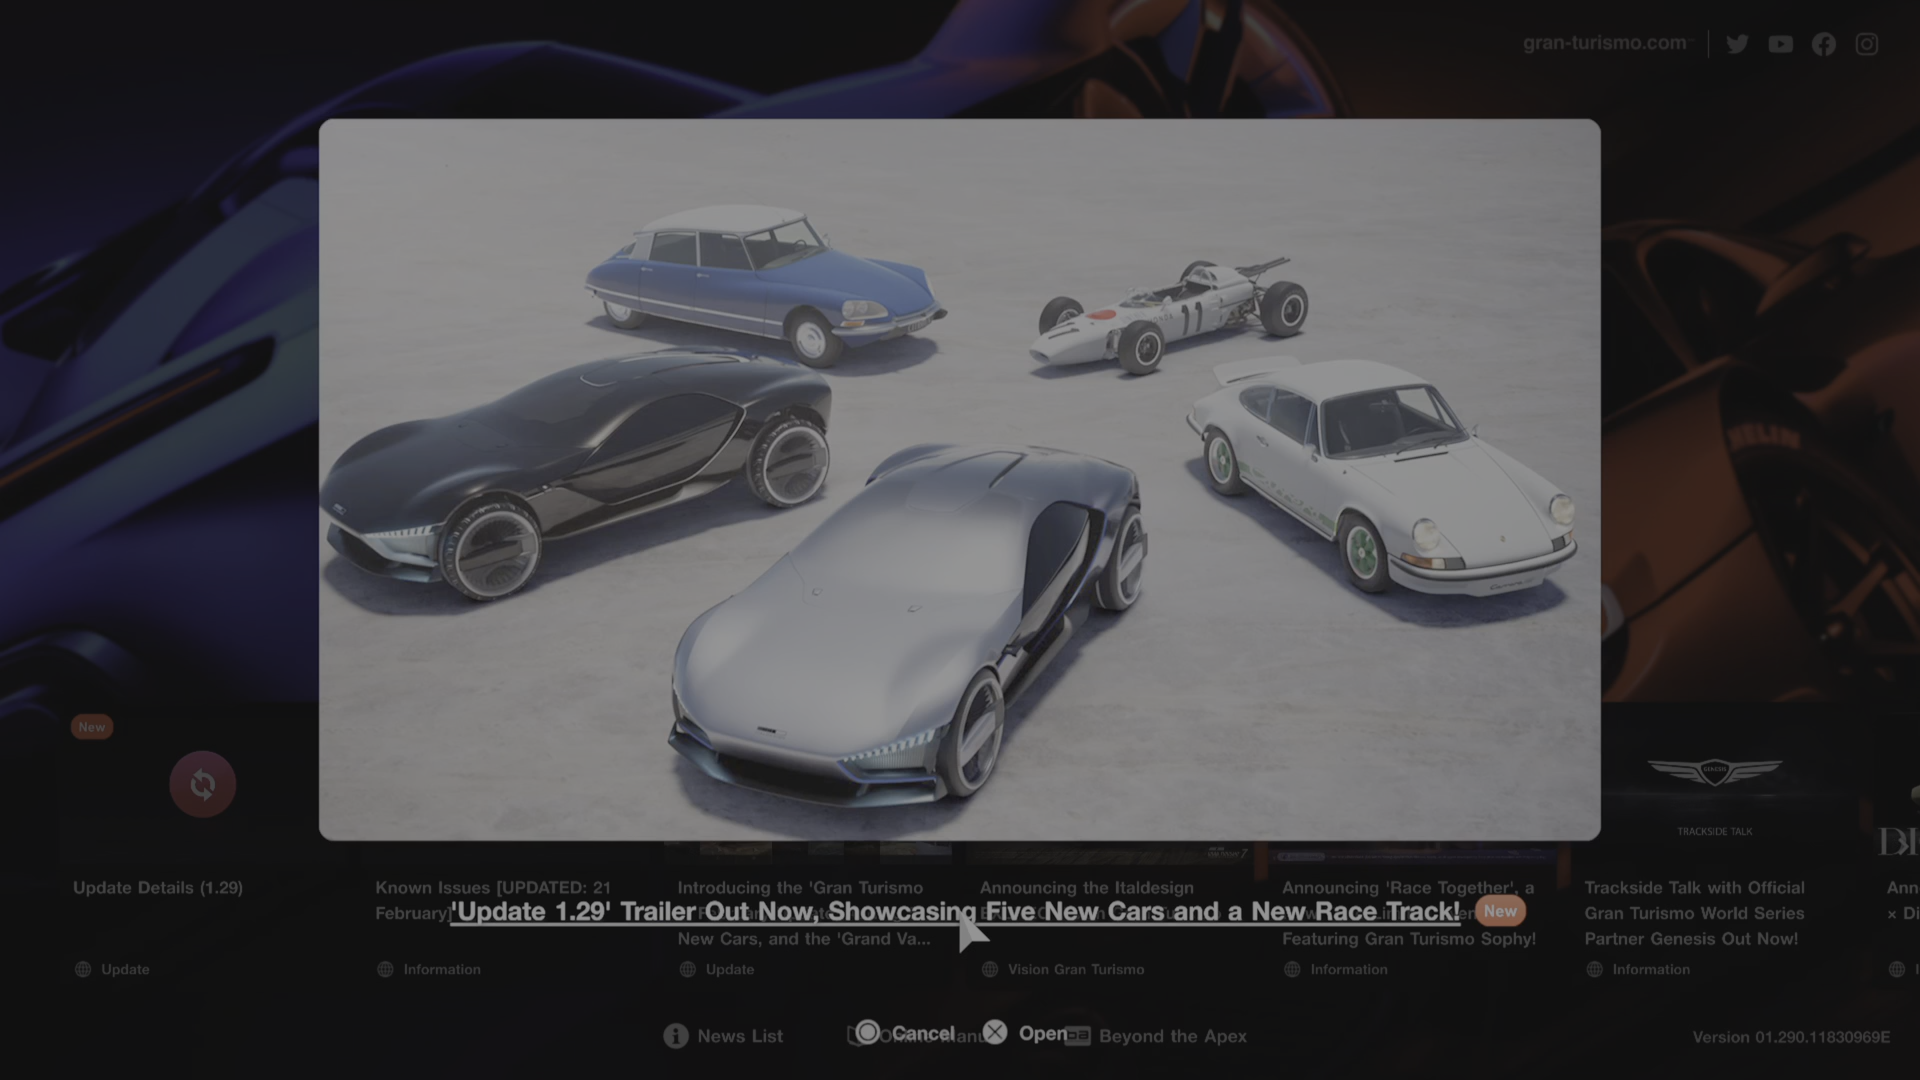 gran-turismo.com
11
New
GENESIS
TRACKSIDE TALK
Update Details (1.29)
Update
Known Issues [UPDATED: 21
February]
Information
Introducing the 'Gran Turismo
New Cars, and the 'Grand Va...
Update
Announcing the Italdesign
Vision Gran Turismo
Announcing 'Race Together', a
Featuring Gran Turismo Sophy!
Information
Trackside Talk with Official
Gran Turismo World Series
Partner Genesis Out Now!
Information
Ann
× Di
'Update 1.29' Trailer Out Now, Showcasing Five New Cars and a New Race Track!
New
News List
Cancel
Open
Beyond the Apex
Version 01.290.11830969E